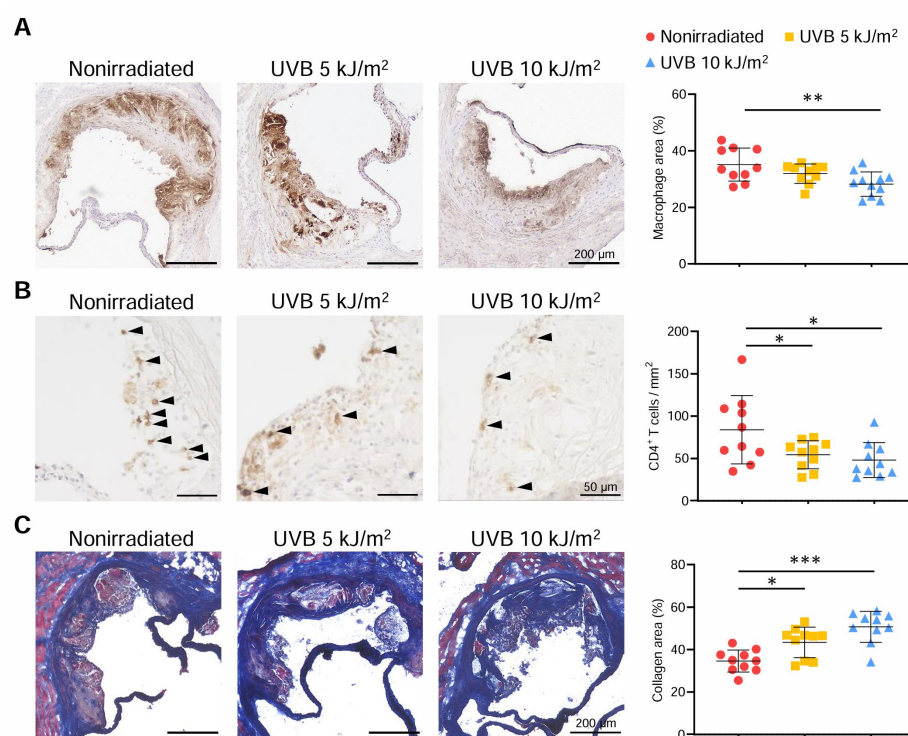 A
Nonirradiated
UVB 5 kJ/m²
UVB 10 kJ/m²
200 µm
Nonirradiated
UVB 5 kJ/m²
UVB 10 kJ/m²
Macrophage area (%)
60
40
20
0
**
B
Nonirradiated
UVB 5 kJ/m²
UVB 10 kJ/m²
50 µm
CD4⁺ T cells / mm²
200
150
100
50
0
*
*
C
Nonirradiated
UVB 5 kJ/m²
UVB 10 kJ/m²
200 µm
Collagen area (%)
80
60
40
20
0
***
*